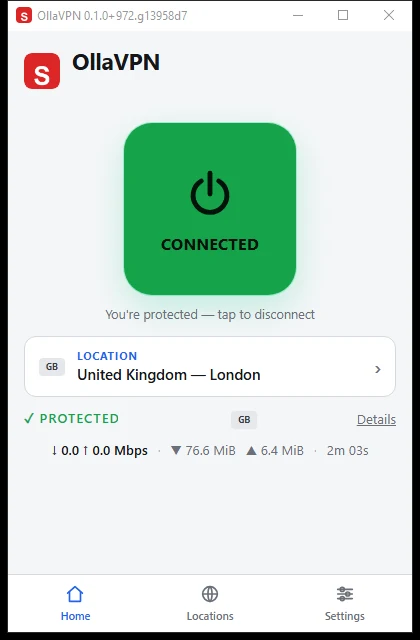 S OllaVPN 0.1.0+972.g13958d7
S OllaVPN
CONNECTED
You're protected — tap to disconnect
GB LOCATION
United Kingdom — London ›
✓ PROTECTED GB Details
↓ 0.0 ↑ 0.0 Mbps · ▼ 76.6 MiB ▲ 6.4 MiB · 2m 03s
Home Locations Settings